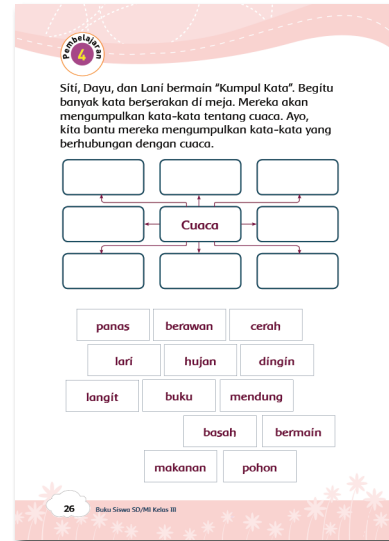 Pembelajaran
4
Siti, Dayu, dan Lani bermain "Kumpul Kata". Begitu
banyak kata berserakan di meja. Mereka akan
mengumpulkan kata-kata tentang cuaca. Ayo,
kita bantu mereka mengumpulkan kata-kata yang
berhubungan dengan cuaca.
Cuaca
panas berawan cerah
lari hujan dingin
langit buku mendung
basah bermain
makanan pohon
26 Buku Siswa SD/MI Kelas III